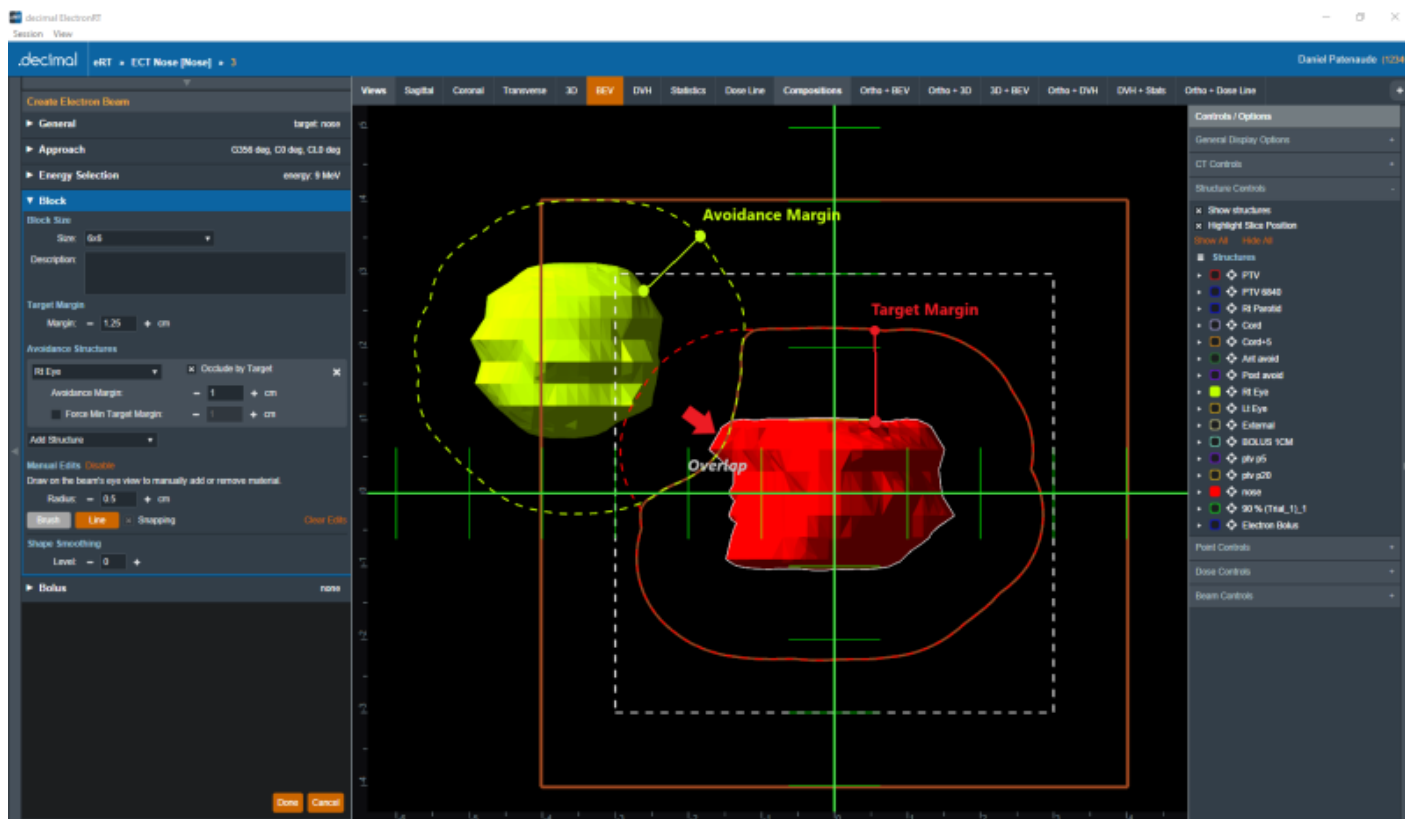 decimal ElectronRT
Session View
.decimal eRT • ECT Nose [Nose] • 3
Daniel Patenaude (1234
Create Electron Beam
General target: nose
Approach G356 deg, C0 deg, CL0 deg
Energy Selection energy: 9 MeV
Block
Block Size
Size: 6x6
Description:
Target Margin
Margin: − 1.25 + cm
Avoidance Structures
Rt Eye
Occlude by Target
Avoidance Margin: − 1 + cm
Force Min Target Margin: − 1 + cm
Add Structure
Manual Edits Disable
Draw on the beam's eye view to manually add or remove material.
Radius: − 0.5 + cm
Brush Line Snapping Clear Edits
Shape Smoothing
Level: − 0 +
Bolus none
Done Cancel
Views Sagittal Coronal Transverse 3D BEV DVH Statistics Dose Line Compositions Ortho + BEV Ortho + 3D 3D + BEV Ortho + DVH DVH + Stats Ortho + Dose Line
Avoidance Margin
Target Margin
Overlap
Controls / Options
General Display Options
CT Controls
Structure Controls
Show structures
Highlight Slice Position
Show All Hide All
Structures
PTV
PTV 6840
Rt Parotid
Cord
Cord+5
Ant avoid
Post avoid
Rt Eye
Lt Eye
External
BOLUS 1CM
ptv p5
ptv p20
nose
90 % (Trial_1)_1
Electron Bolus
Point Controls
Dose Controls
Beam Controls